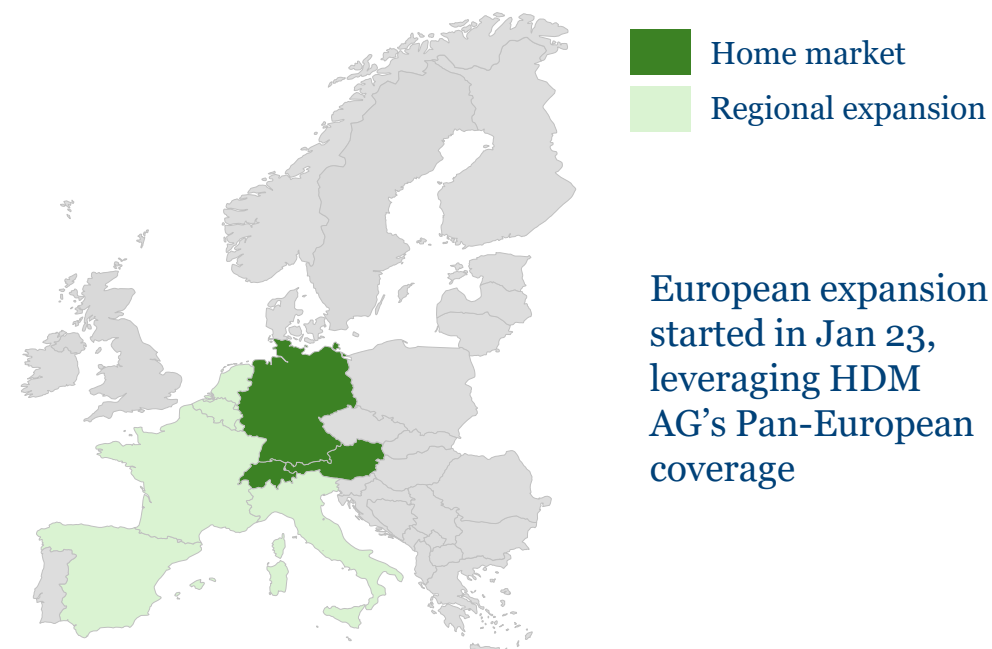 Home market
Regional expansion
European expansion
started in Jan 23,
leveraging HDM
AG’s Pan-European
coverage